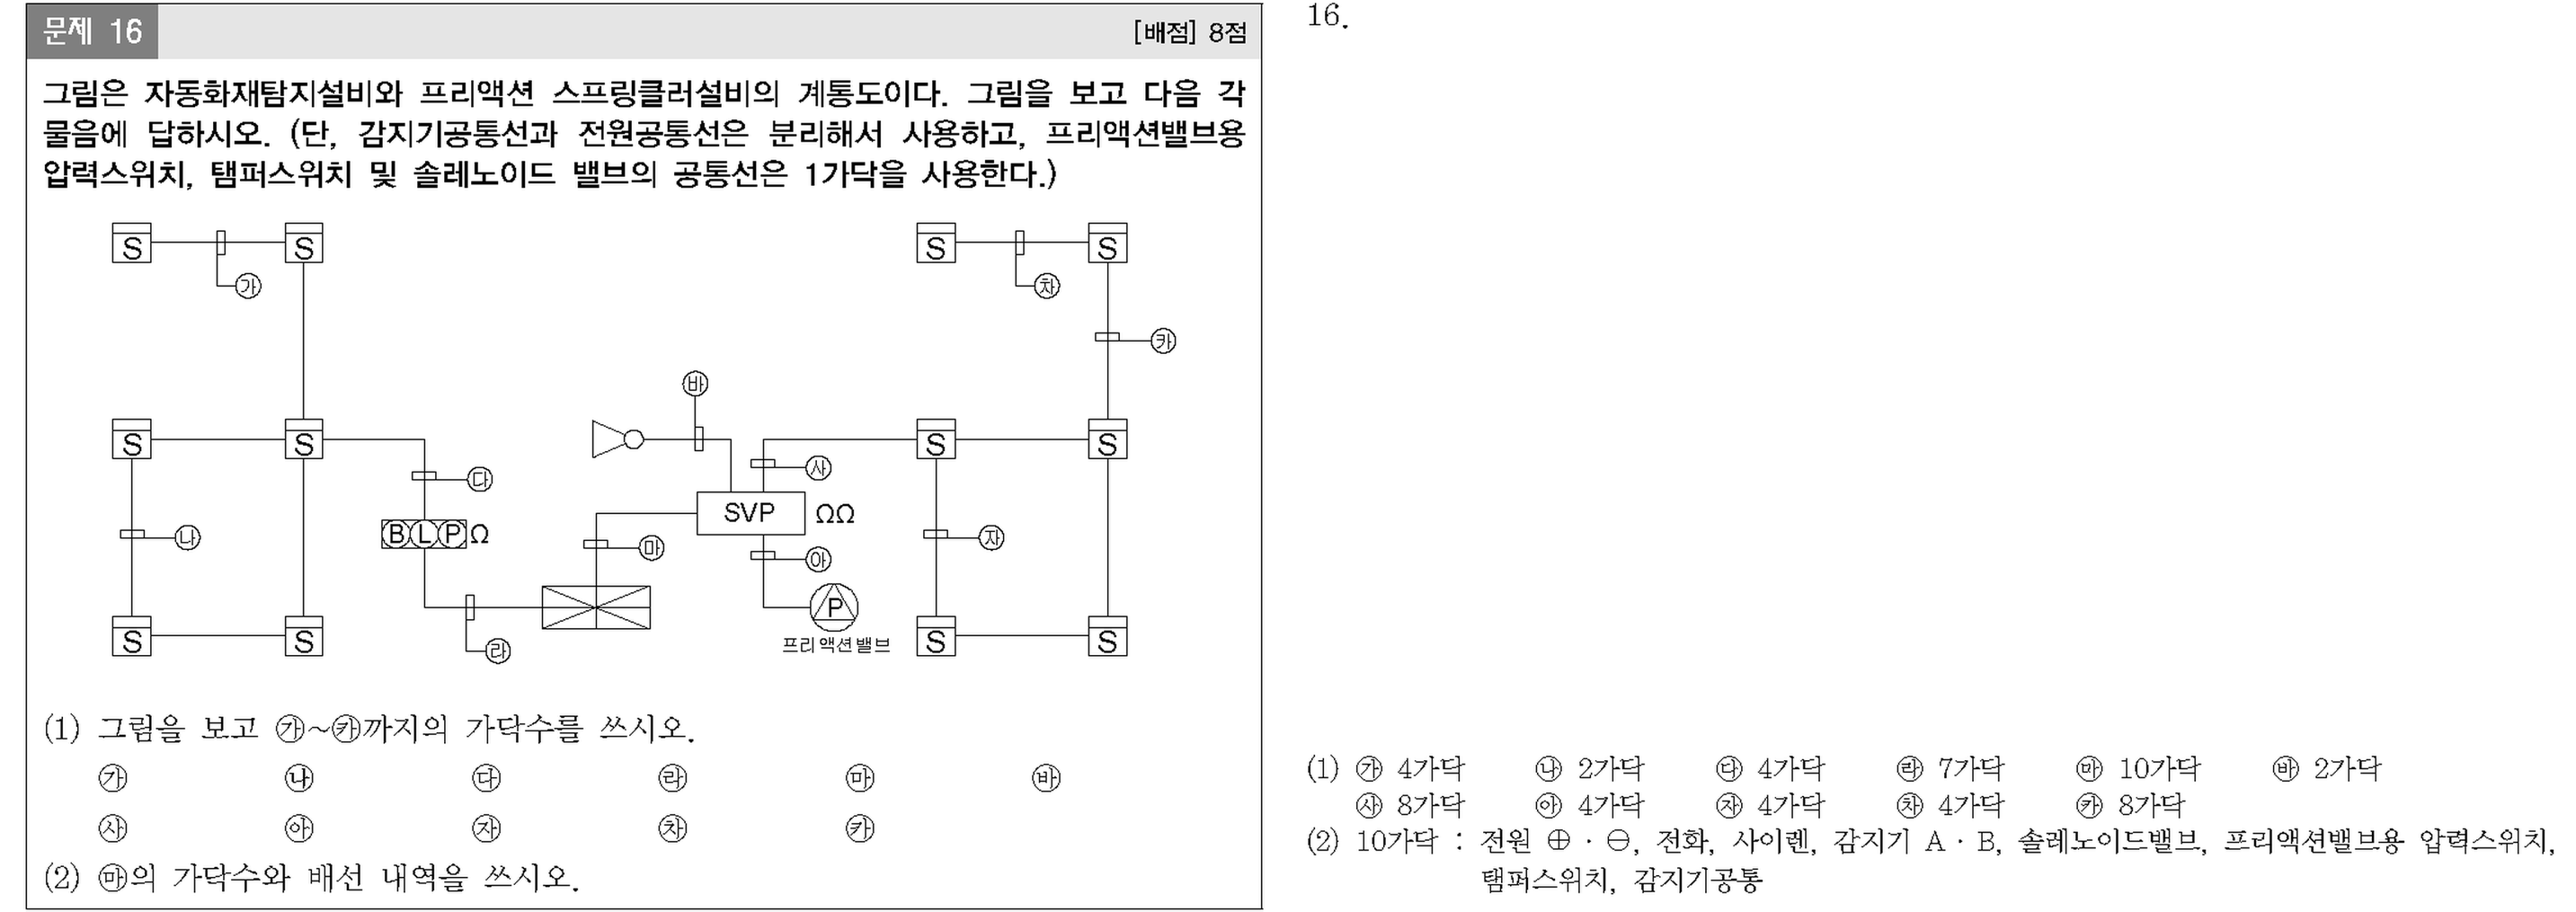 문제 16
[배점] 8점
그림은 자동화재탐지설비와 프리액션 스프링클러설비의 계통도이다. 그림을 보고 다음 각
물음에 답하시오. (단, 감지기공통선과 전원공통선은 분리해서 사용하고, 프리액션밸브용
압력스위치, 탬퍼스위치 및 솔레노이드 밸브의 공통선은 1가닥을 사용한다.)
S S S S
㉮ ㉶
㉸
㉳
S S S S
㉰ ㉴
SVP ΩΩ
B L P Ω
㉯ ㉲ ㉵ ㉷
P
프리액션밸브
S S S S
㉱
(1) 그림을 보고 ㉮~㉸까지의 가닥수를 쓰시오.
㉮ ㉯ ㉰ ㉱ ㉲ ㉳
㉴ ㉵ ㉶ ㉷ ㉸
(2) ㉲의 가닥수와 배선 내역을 쓰시오.
16.
(1) ㉮ 4가닥 ㉯ 2가닥 ㉰ 4가닥 ㉱ 7가닥 ㉲ 10가닥 ㉳ 2가닥
㉴ 8가닥 ㉵ 4가닥 ㉶ 4가닥 ㉷ 4가닥 ㉸ 8가닥
(2) 10가닥 : 전원 ⊕ · ⊖, 전화, 사이렌, 감지기 A · B, 솔레노이드밸브, 프리액션밸브용 압력스위치,
탬퍼스위치, 감지기공통